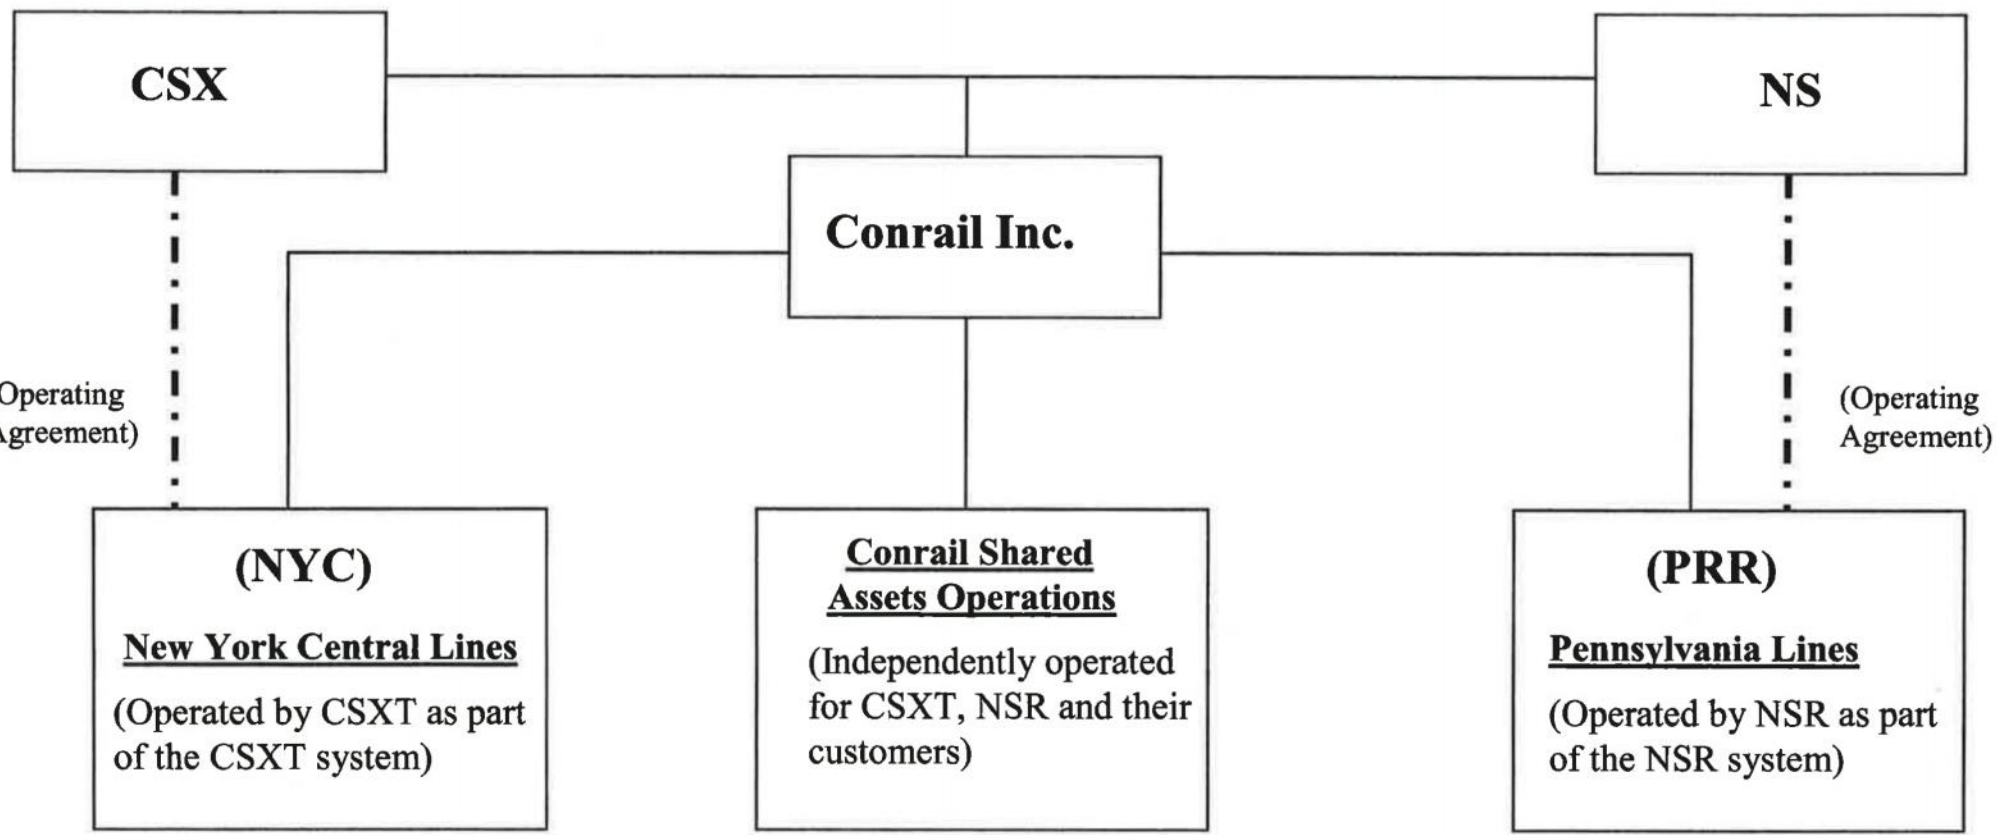 CSX
NS
Conrail Inc.
Operating
Agreement)
(Operating
Agreement)
(NYC)
New York Central Lines
(Operated by CSXT as part
of the CSXT system)
Conrail Shared
Assets Operations
(Independently operated
for CSXT, NSR and their
customers)
(PRR)
Pennsylvania Lines
(Operated by NSR as part
of the NSR system)